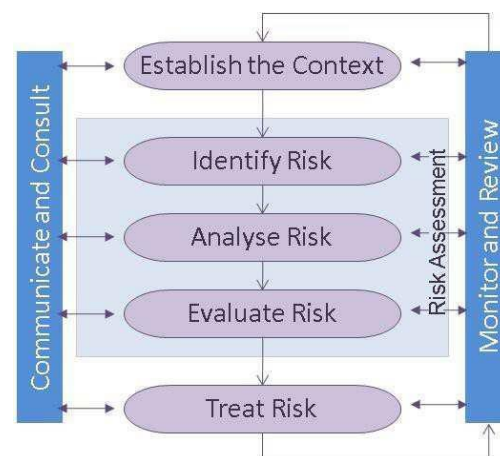 Establish the Context
Identify Risk
Analyse Risk
Evaluate Risk
Treat Risk
Communicate and Consult
Risk Assessment
Monitor and Review